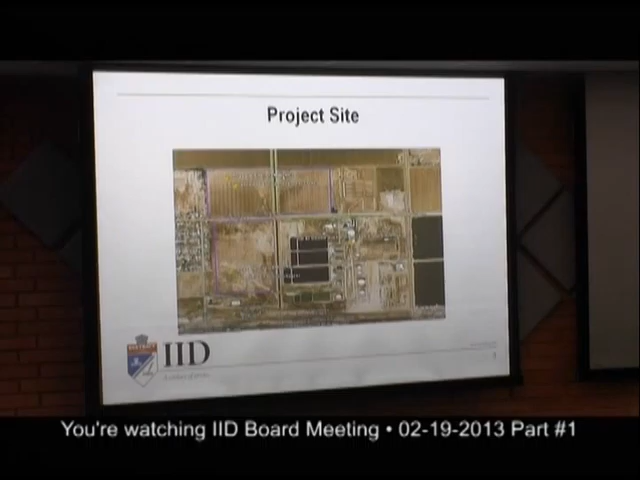 Project Site
IID
You're watching IID Board Meeting • 02-19-2013 Part #1